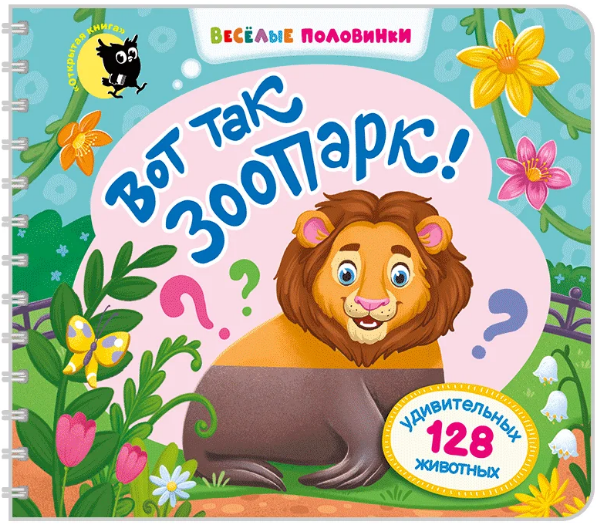 ВЕСЁЛЫЕ ПОЛОВИНКИ
«Открытая книга»
Вот так
зоопарк!
?
?
?
удивительных
128
животных